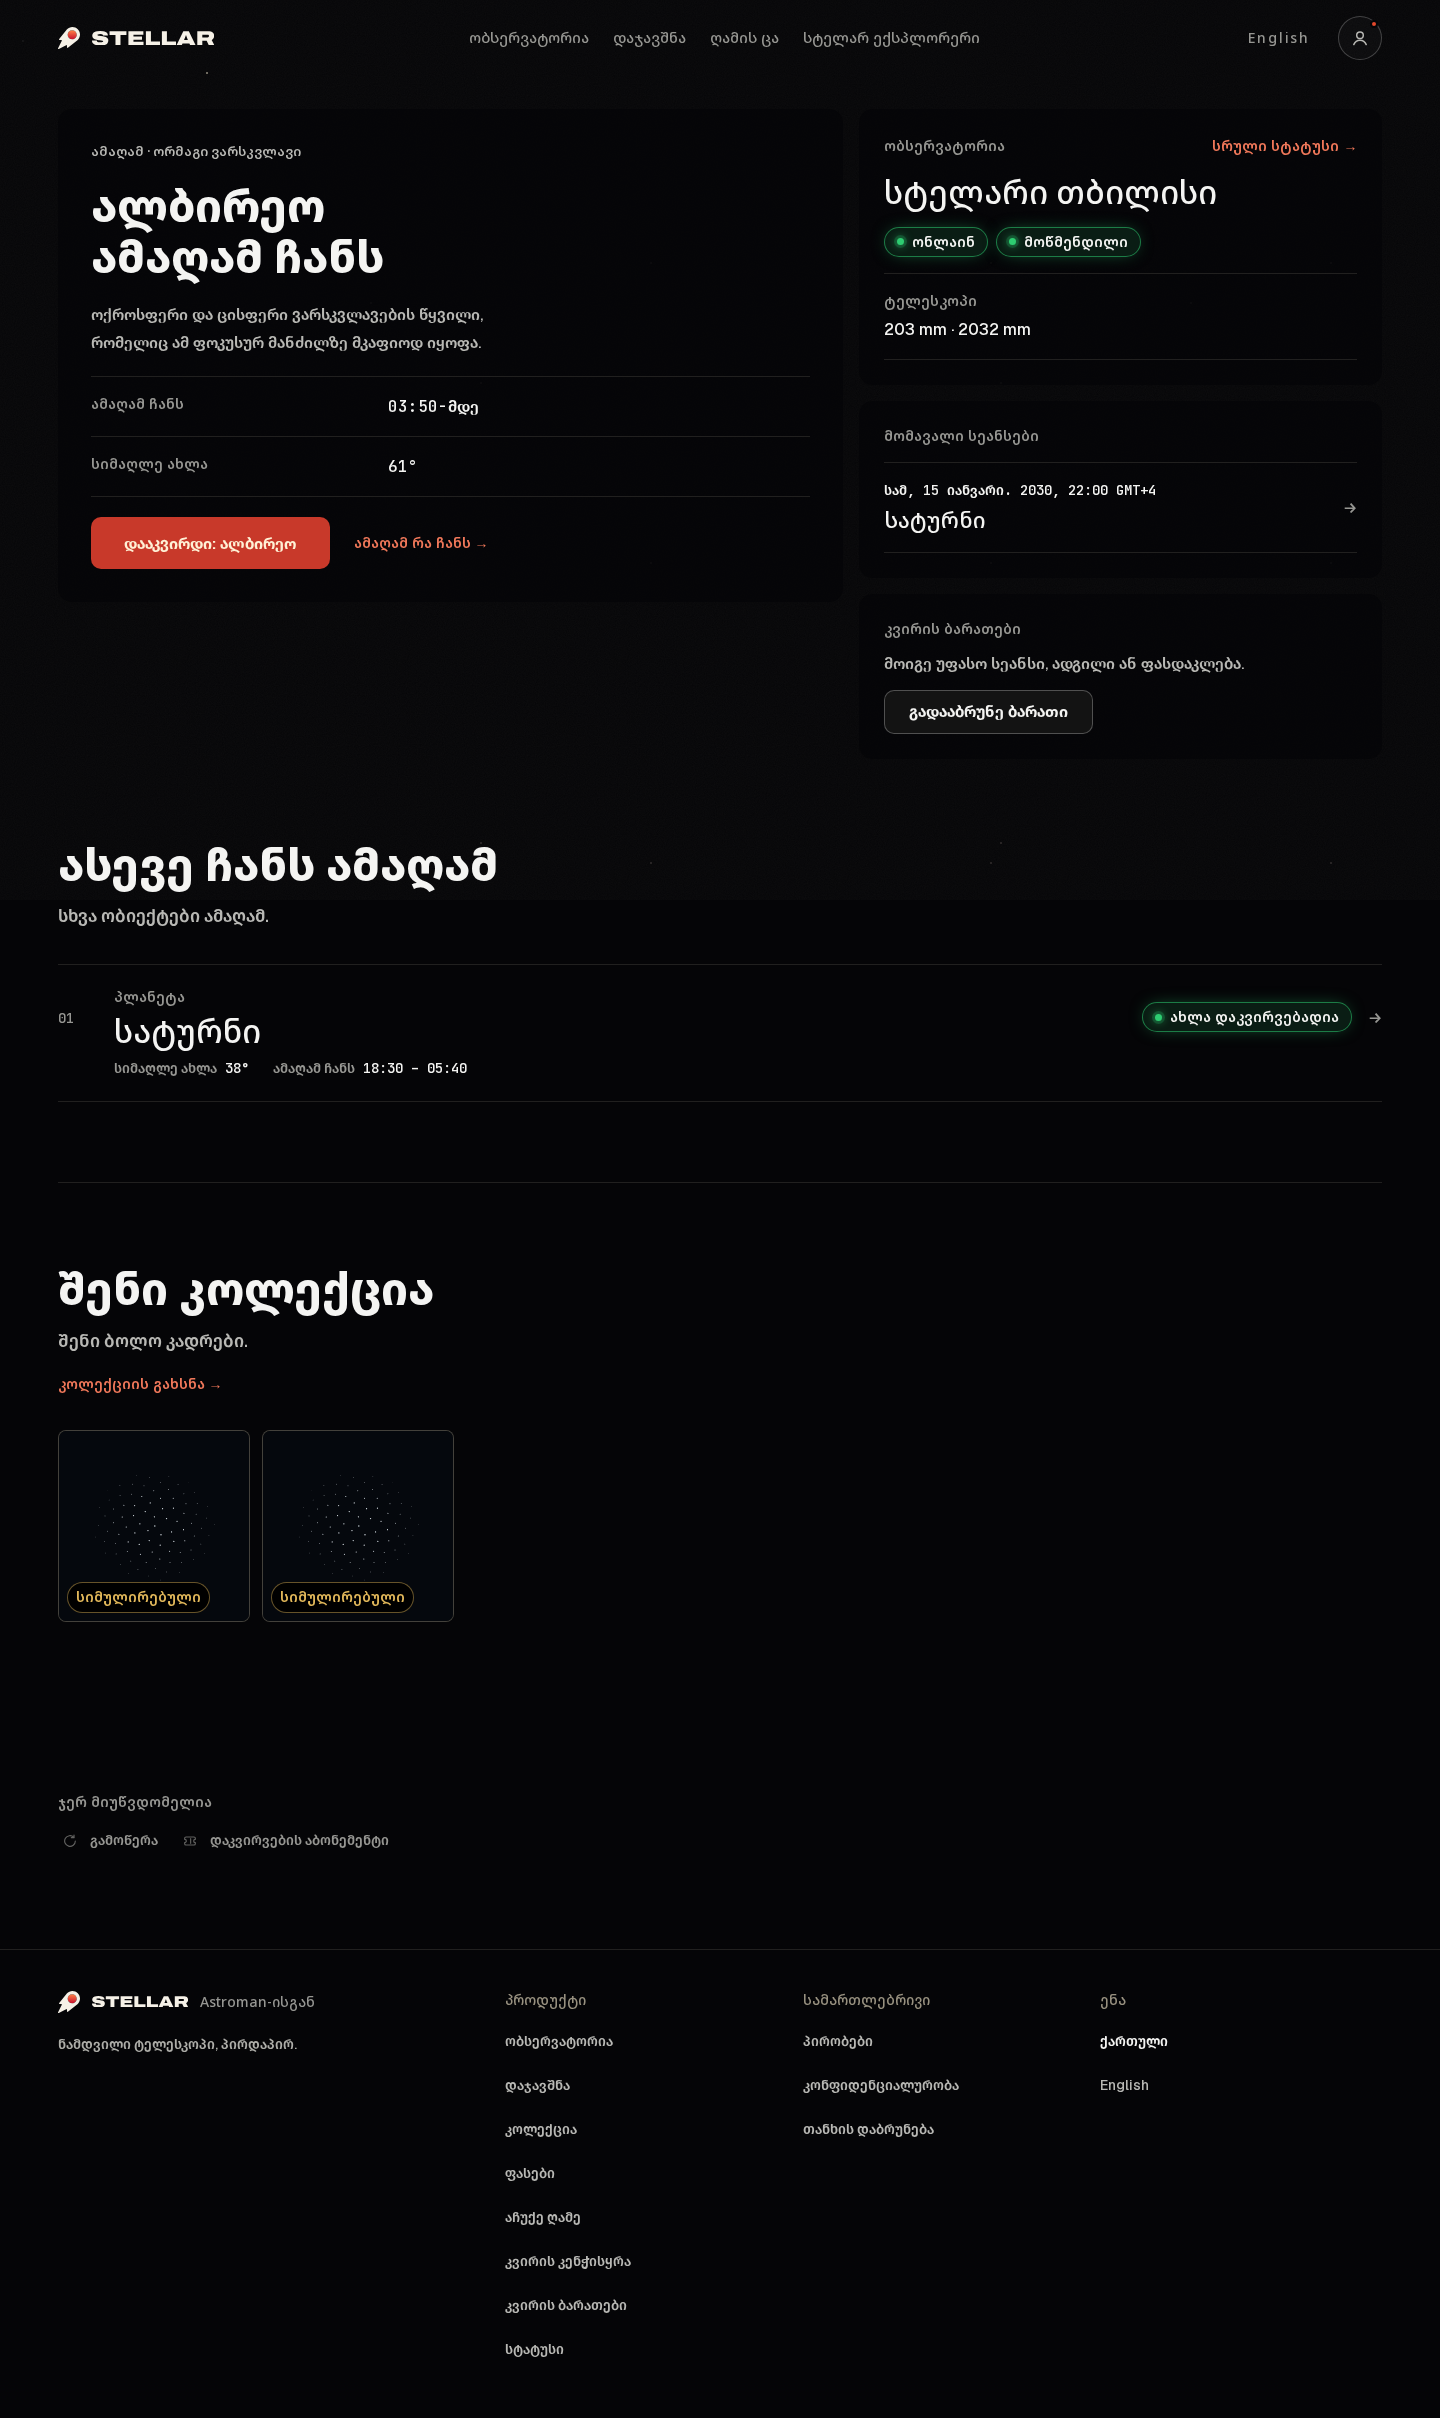 STELLAR
ობსერვატორია
დაჯავშნა
ღამის ცა
სტელარ ექსპლორერი
English
ამაღამ · ორმაგი ვარსკვლავი
ალბირეო
ამაღამ ჩანს
ოქროსფერი და ცისფერი ვარსკვლავების წყვილი,
რომელიც ამ ფოკუსურ მანძილზე მკაფიოდ იყოფა.
ამაღამ ჩანს
03:50-მდე
სიმაღლე ახლა
61°
დააკვირდი: ალბირეო
ამაღამ რა ჩანს →
ობსერვატორია
სრული სტატუსი →
სტელარი თბილისი
ონლაინ
მოწმენდილი
ტელესკოპი
203 mm · 2032 mm
მომავალი სეანსები
სამ, 15 იანვარი. 2030, 22:00 GMT+4
სატურნი
→
კვირის ბარათები
მოიგე უფასო სეანსი, ადგილი ან ფასდაკლება.
გადააბრუნე ბარათი
ასევე ჩანს ამაღამ
სხვა ობიექტები ამაღამ.
01
პლანეტა
სატურნი
სიმაღლე ახლა 38° ამაღამ ჩანს 18:30 – 05:40
ახლა დაკვირვებადია
→
შენი კოლექცია
შენი ბოლო კადრები.
კოლექციის გახსნა →
სიმულირებული
სიმულირებული
ჯერ მიუწვდომელია
გამოწერა
დაკვირვების აბონემენტი
STELLAR Astroman-ისგან
ნამდვილი ტელესკოპი, პირდაპირ.
პროდუქტი
ობსერვატორია
დაჯავშნა
კოლექცია
ფასები
აჩუქე ღამე
კვირის კენჭისყრა
კვირის ბარათები
სტატუსი
სამართლებრივი
პირობები
კონფიდენციალურობა
თანხის დაბრუნება
ენა
ქართული
English